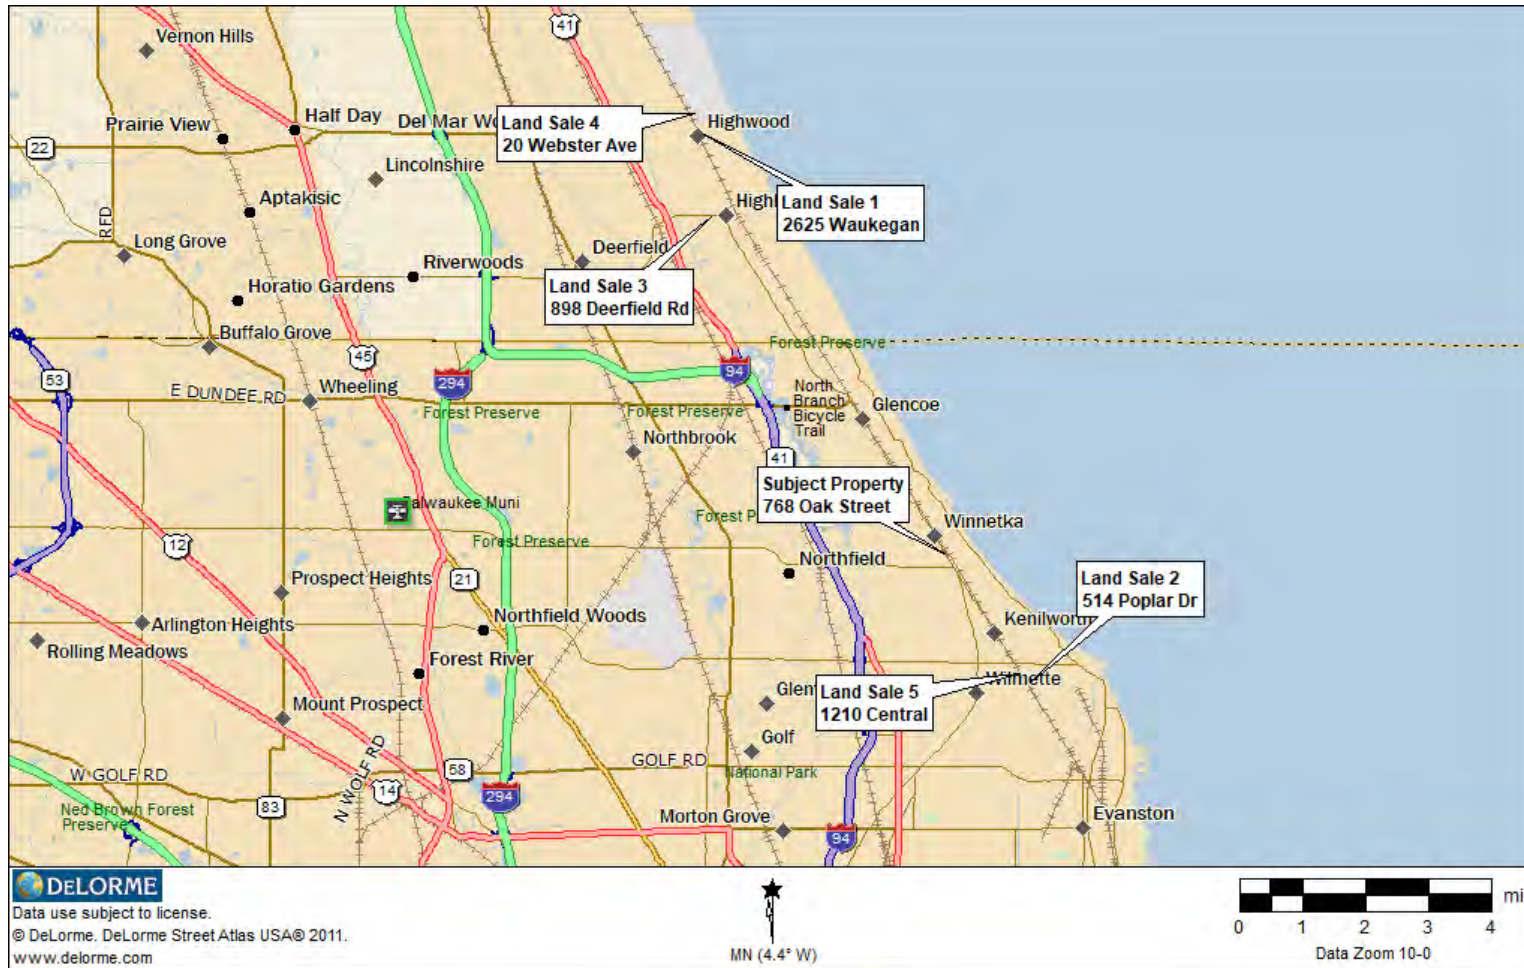 Vernon Hills
41
Prairie View
Half Day
Del Mar Wo
Land Sale 4
20 Webster Ave
Highwood
22
Lincolnshire
Land Sale 1
2625 Waukegan
Aptakisic
Highl
RFD
Long Grove
Deerfield
Riverwoods
Land Sale 3
898 Deerfield Rd
Horatio Gardens
Buffalo Grove
Forest Preserve
45
53
294
94
E DUNDEE RD
Wheeling
Forest Preserve
Forest Preserve
North
Branch
Bicycle
Trail
Glencoe
Northbrook
41
Subject Property
768 Oak Street
Palwaukee Muni
Forest P
Winnetka
12
Forest Preserve
Northfield
Prospect Heights
21
Land Sale 2
514 Poplar Dr
Arlington Heights
Northfield Woods
Kenilworth
Rolling Meadows
Forest River
Wilmette
Land Sale 5
1210 Central
Glen
Mount Prospect
Golf
N WOLF RD
GOLF RD
W GOLF RD
58
National Park
14
294
83
Ned Brown Forest
Preserve
Morton Grove
94
Evanston
DELORME
Data use subject to license.
© DeLorme. DeLorme Street Atlas USA® 2011.
www.delorme.com
MN (4.4° W)
mi
0 1 2 3 4
Data Zoom 10-0